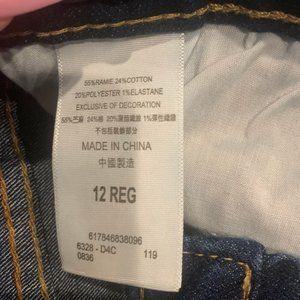 55%RAMIE 24%COTTON
20%POLYESTER 1%ELASTANE
EXCLUSIVE OF DECORATION
55%苎麻 24%棉 20%聚酯纖維 1%彈性纖維
不包括裝飾部分
MADE IN CHINA
中國製造
12 REG
617846838096
6328 - D4C
0836 119